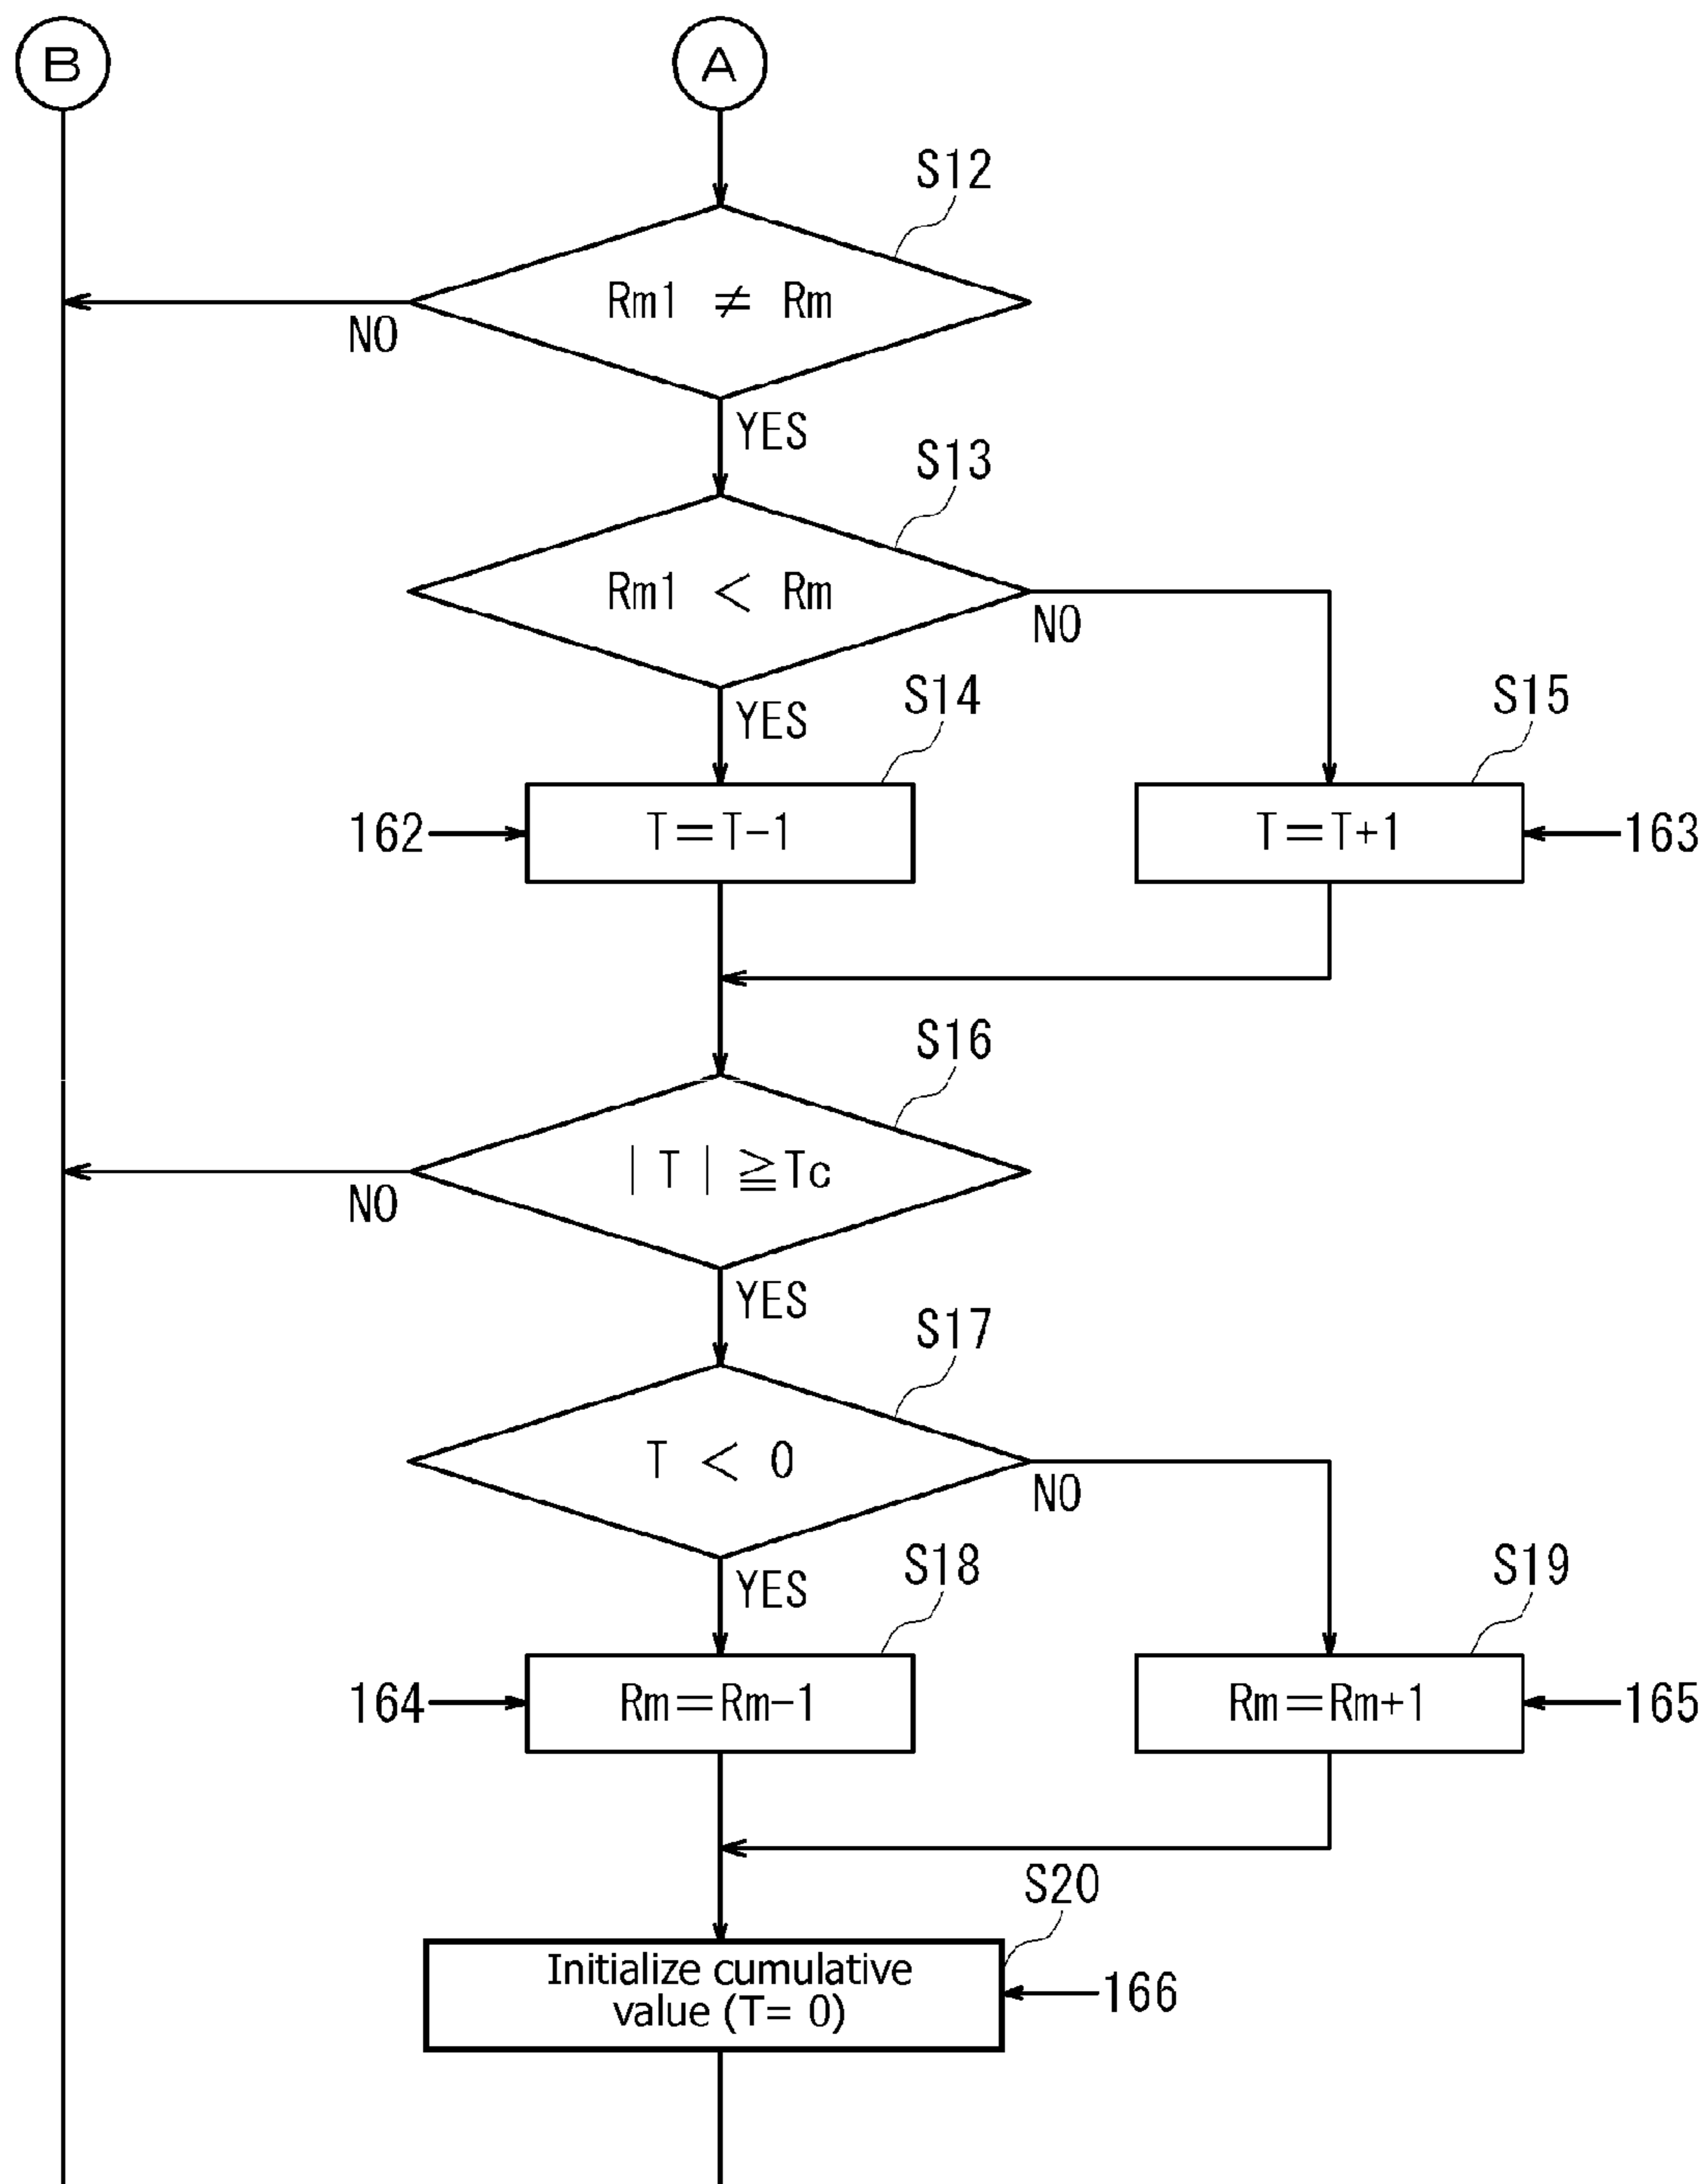 B
A
S12
Rm1 ≠ Rm
NO
YES
S13
Rm1 < Rm
NO
YES
S14
S15
162
T=T-1
T=T+1
163
S16
| T | ≧Tc
NO
YES
S17
T < 0
NO
YES
S18
S19
164
Rm=Rm-1
Rm=Rm+1
165
S20
Initialize cumulative
value (T= 0)
166